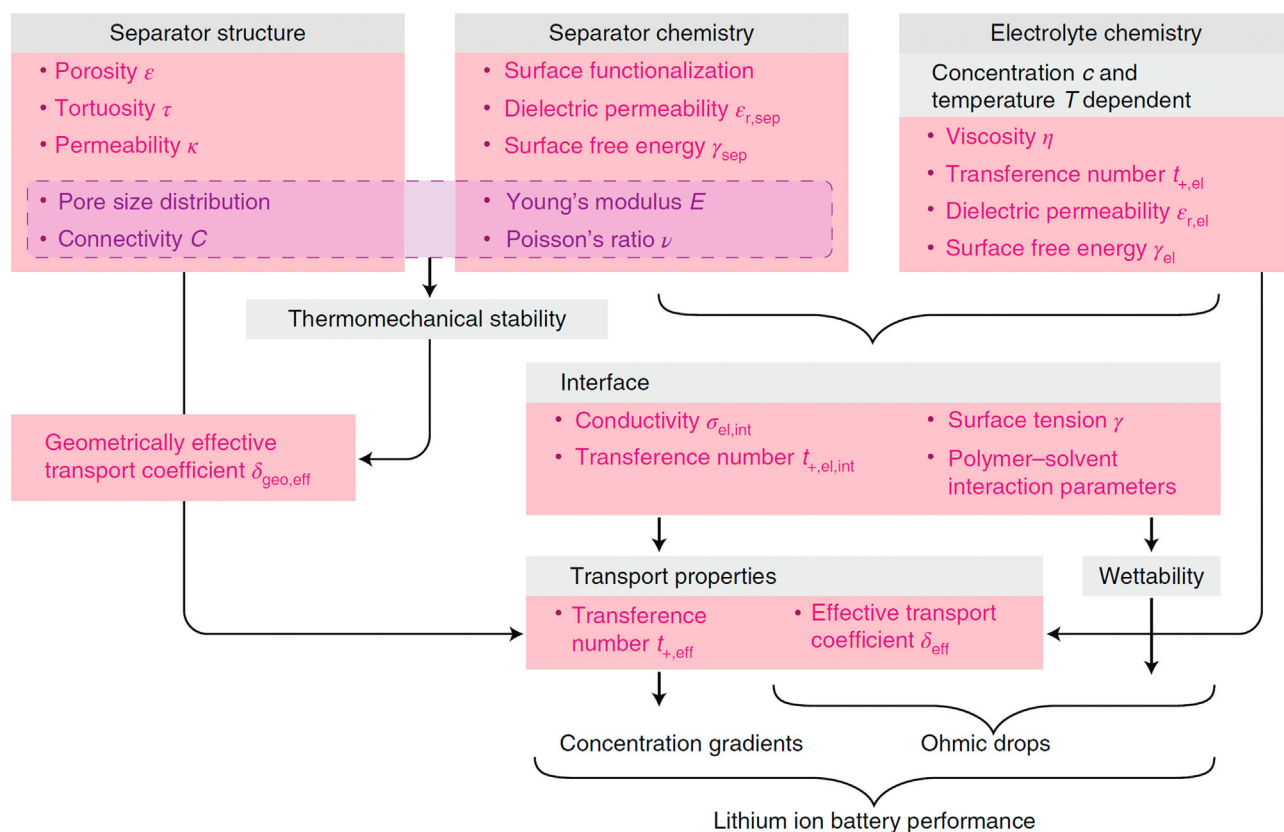 Separator structure
• Porosity ε
• Tortuosity τ
• Permeability κ
• Pore size distribution
• Connectivity C
Separator chemistry
• Surface functionalization
• Dielectric permeability εr,sep
• Surface free energy γsep
• Young’s modulus E
• Poisson’s ratio ν
Electrolyte chemistry
Concentration c and
temperature T dependent
• Viscosity η
• Transference number t+,el
• Dielectric permeability εr,el
• Surface free energy γel
Thermomechanical stability
Geometrically effective
transport coefficient δgeo,eff
Interface
• Conductivity σel,int
• Transference number t+,el,int
• Surface tension γ
• Polymer–solvent
interaction parameters
Transport properties
• Transference
number t+,eff
• Effective transport
coefficient δeff
Wettability
Concentration gradients
Ohmic drops
Lithium ion battery performance